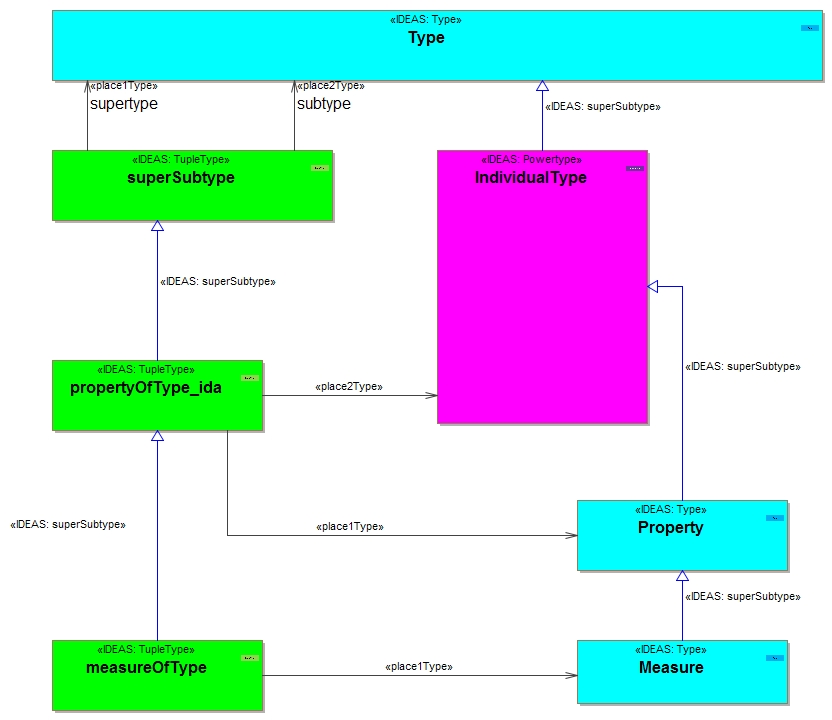 «IDEAS: Type»
Type
«place1Type»
supertype
«place2Type»
subtype
«IDEAS: superSubtype»
«IDEAS: TupleType»
superSubtype
«IDEAS: Powertype»
IndividualType
«IDEAS: superSubtype»
«IDEAS: TupleType»
propertyOfType_ida
«place2Type»
«IDEAS: superSubtype»
«IDEAS: superSubtype»
«place1Type»
«IDEAS: Type»
Property
«IDEAS: superSubtype»
«IDEAS: TupleType»
measureOfType
«place1Type»
«IDEAS: Type»
Measure